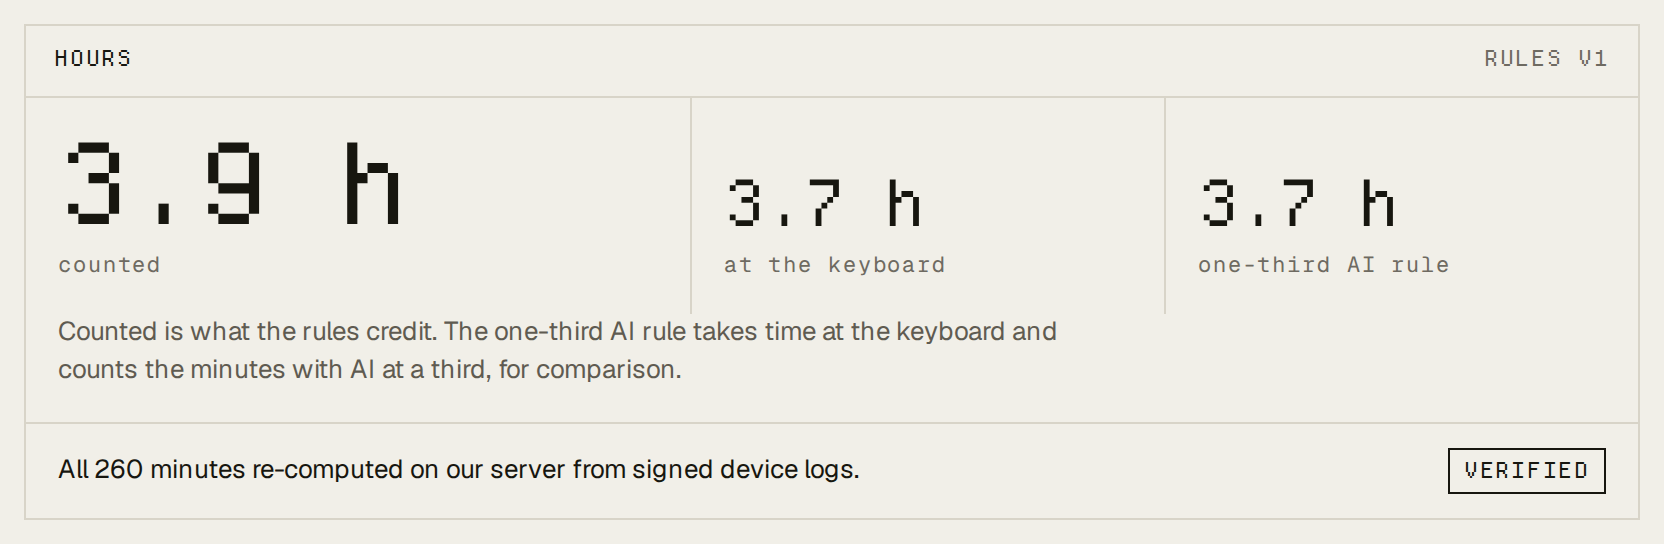 HOURS
RULES V1
3.9 h
counted
3.7 h
at the keyboard
3.7 h
one-third AI rule
Counted is what the rules credit. The one-third AI rule takes time at the keyboard and
counts the minutes with AI at a third, for comparison.
All 260 minutes re-computed on our server from signed device logs.
VERIFIED